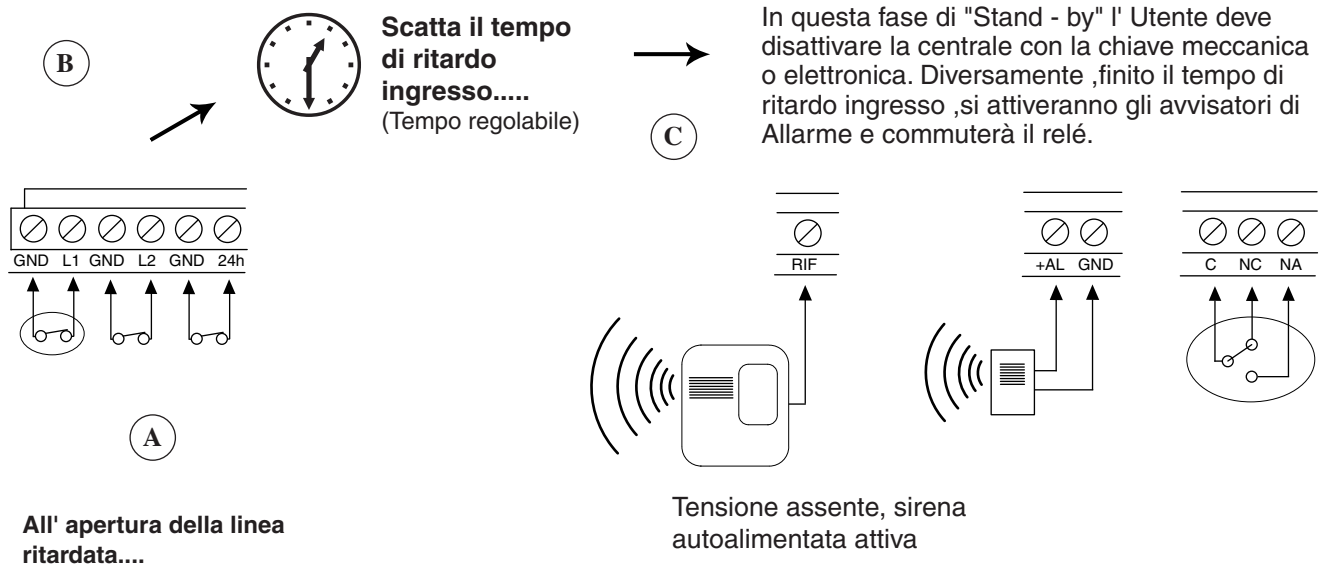 B
Scatta il tempo
di ritardo
ingresso.....
(Tempo regolabile)
In questa fase di "Stand - by" l' Utente deve
disattivare la centrale con la chiave meccanica
o elettronica. Diversamente ,finito il tempo di
ritardo ingresso ,si attiveranno gli avvisatori di
Allarme e commuterà il relé.
C
GND L1 GND L2 GND 24h
RIF
+AL GND
C NC NA
A
All' apertura della linea
ritardata....
Tensione assente, sirena
autoalimentata attiva